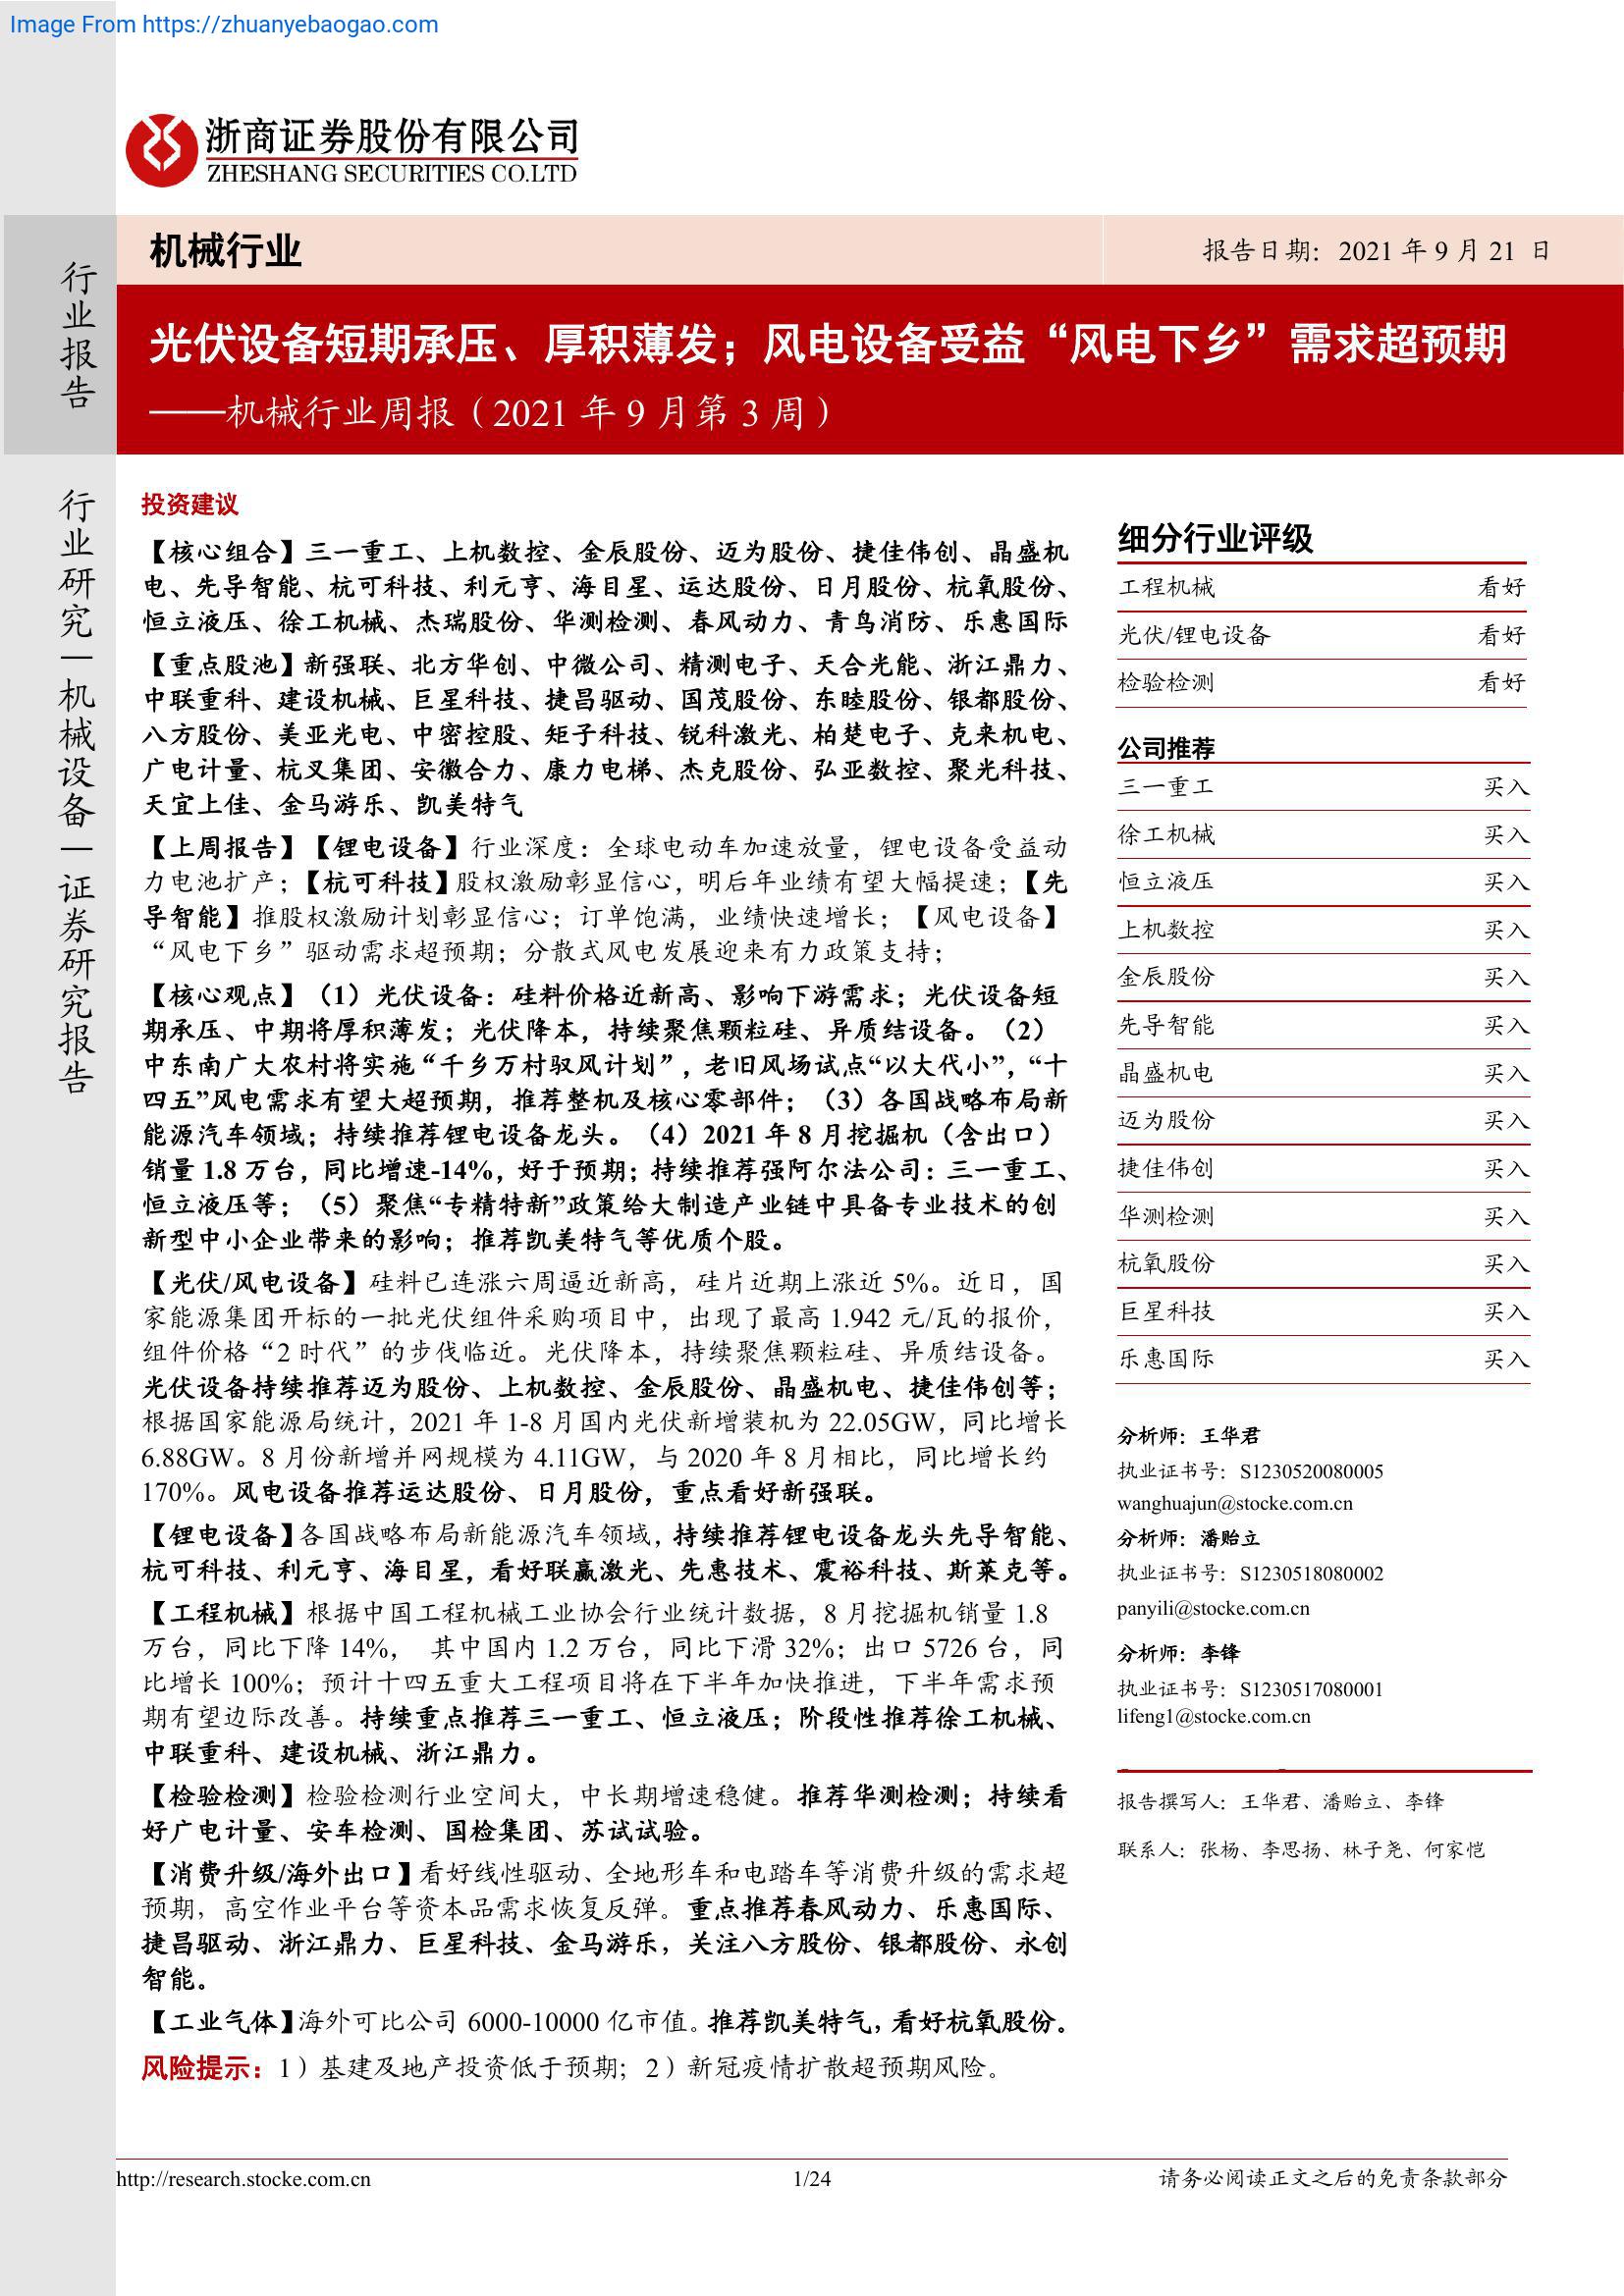 Image From https://zhuanyebaogao.com
浙商证券股份有限公司
ZHESHANG SECURITIES CO.LTD
行业报告
机械行业
报告日期：2021 年 9 月 21 日
光伏设备短期承压、厚积薄发；风电设备受益“风电下乡”需求超预期
——机械行业周报（2021 年 9 月第 3 周）
行业研究—机械设备—证券研究报告
投资建议
【核心组合】三一重工、上机数控、金辰股份、迈为股份、捷佳伟创、晶盛机
电、先导智能、杭可科技、利元亨、海目星、运达股份、日月股份、杭氧股份、
恒立液压、徐工机械、杰瑞股份、华测检测、春风动力、青鸟消防、乐惠国际
【重点股池】新强联、北方华创、中微公司、精测电子、天合光能、浙江鼎力、
中联重科、建设机械、巨星科技、捷昌驱动、国茂股份、东睦股份、银都股份、
八方股份、美亚光电、中密控股、矩子科技、锐科激光、柏楚电子、克来机电、
广电计量、杭叉集团、安徽合力、康力电梯、杰克股份、弘亚数控、聚光科技、
天宜上佳、金马游乐、凯美特气
【上周报告】【锂电设备】行业深度：全球电动车加速放量，锂电设备受益动
力电池扩产；【杭可科技】股权激励彰显信心，明后年业绩有望大幅提速；【先
导智能】推股权激励计划彰显信心；订单饱满，业绩快速增长；【风电设备】
“风电下乡”驱动需求超预期；分散式风电发展迎来有力政策支持；
【核心观点】（1）光伏设备：硅料价格近新高、影响下游需求；光伏设备短
期承压、中期将厚积薄发；光伏降本，持续聚焦颗粒硅、异质结设备。（2）
中东南广大农村将实施“千乡万村驭风计划”，老旧风场试点“以大代小”，“十
四五”风电需求有望大超预期，推荐整机及核心零部件；（3）各国战略布局新
能源汽车领域；持续推荐锂电设备龙头。（4）2021 年 8 月挖掘机（含出口）
销量 1.8 万台，同比增速-14%，好于预期；持续推荐强阿尔法公司：三一重工、
恒立液压等；（5）聚焦“专精特新”政策给大制造产业链中具备专业技术的创
新型中小企业带来的影响；推荐凯美特气等优质个股。
【光伏/风电设备】硅料已连涨六周逼近新高，硅片近期上涨近 5%。近日，国
家能源集团开标的一批光伏组件采购项目中，出现了最高 1.942 元/瓦的报价，
组件价格“2 时代”的步伐临近。光伏降本，持续聚焦颗粒硅、异质结设备。
光伏设备持续推荐迈为股份、上机数控、金辰股份、晶盛机电、捷佳伟创等；
根据国家能源局统计，2021 年 1-8 月国内光伏新增装机为 22.05GW，同比增长
6.88GW。8 月份新增并网规模为 4.11GW，与 2020 年 8 月相比，同比增长约
170%。风电设备推荐运达股份、日月股份，重点看好新强联。
【锂电设备】各国战略布局新能源汽车领域，持续推荐锂电设备龙头先导智能、
杭可科技、利元亨、海目星，看好联赢激光、先惠技术、震裕科技、斯莱克等。
【工程机械】根据中国工程机械工业协会行业统计数据，8 月挖掘机销量 1.8
万台，同比下降 14%， 其中国内 1.2 万台，同比下滑 32%；出口 5726 台，同
比增长 100%；预计十四五重大工程项目将在下半年加快推进，下半年需求预
期有望边际改善。持续重点推荐三一重工、恒立液压；阶段性推荐徐工机械、
中联重科、建设机械、浙江鼎力。
【检验检测】检验检测行业空间大，中长期增速稳健。推荐华测检测；持续看
好广电计量、安车检测、国检集团、苏试试验。
【消费升级/海外出口】看好线性驱动、全地形车和电踏车等消费升级的需求超
预期，高空作业平台等资本品需求恢复反弹。重点推荐春风动力、乐惠国际、
捷昌驱动、浙江鼎力、巨星科技、金马游乐，关注八方股份、银都股份、永创
智能。
【工业气体】海外可比公司 6000-10000 亿市值。推荐凯美特气，看好杭氧股份。
风险提示：1）基建及地产投资低于预期；2）新冠疫情扩散超预期风险。
细分行业评级
工程机械 看好
光伏/锂电设备 看好
检验检测 看好
公司推荐
三一重工 买入
徐工机械 买入
恒立液压 买入
上机数控 买入
金辰股份 买入
先导智能 买入
晶盛机电 买入
迈为股份 买入
捷佳伟创 买入
华测检测 买入
杭氧股份 买入
巨星科技 买入
乐惠国际 买入
分析师：王华君
执业证书号：S1230520080005
wanghuajun@stocke.com.cn
分析师：潘贻立
执业证书号：S1230518080002
panyili@stocke.com.cn
分析师：李锋
执业证书号：S1230517080001
lifeng1@stocke.com.cn
报告撰写人：王华君、潘贻立、李锋
联系人：张杨、李思扬、林子尧、何家恺
http://research.stocke.com.cn
1/24
请务必阅读正文之后的免责条款部分